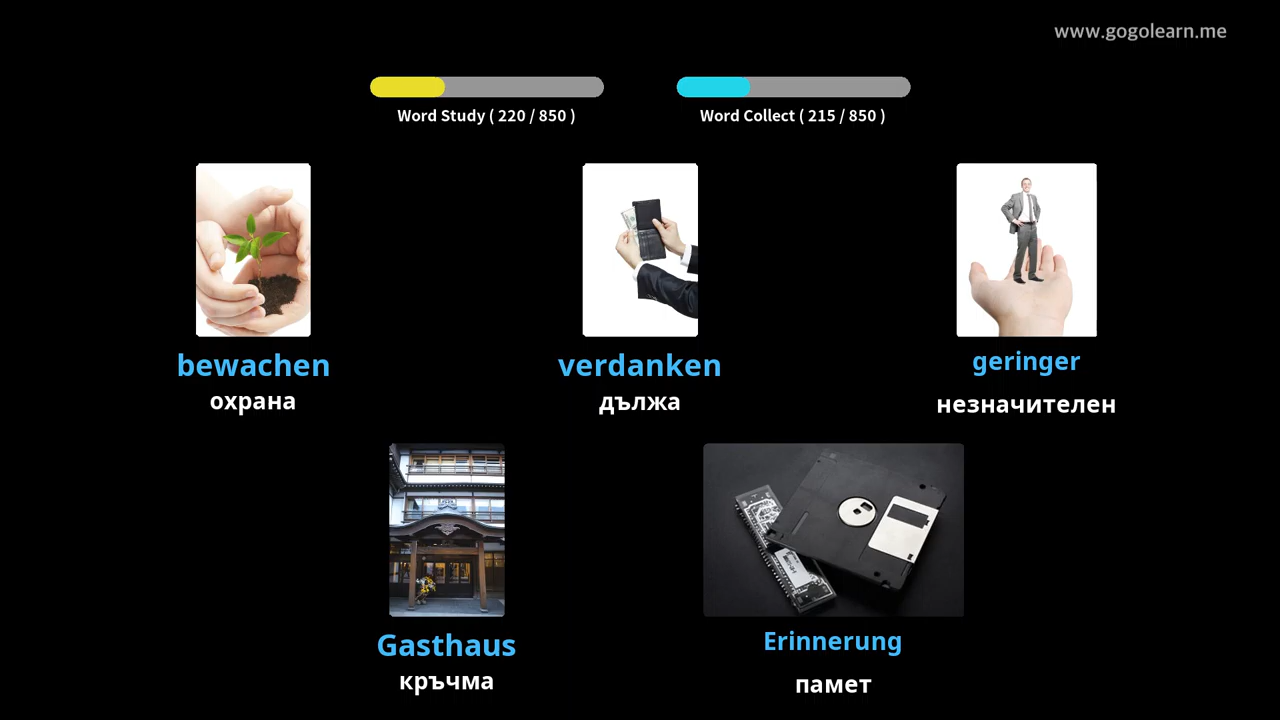 www.gogolearn.me
Word Study ( 220 / 850 )
Word Collect ( 215 / 850 )
bewachen
охрана
verdanken
дължа
geringer
незначителен
Gasthaus
кръчма
Erinnerung
памет